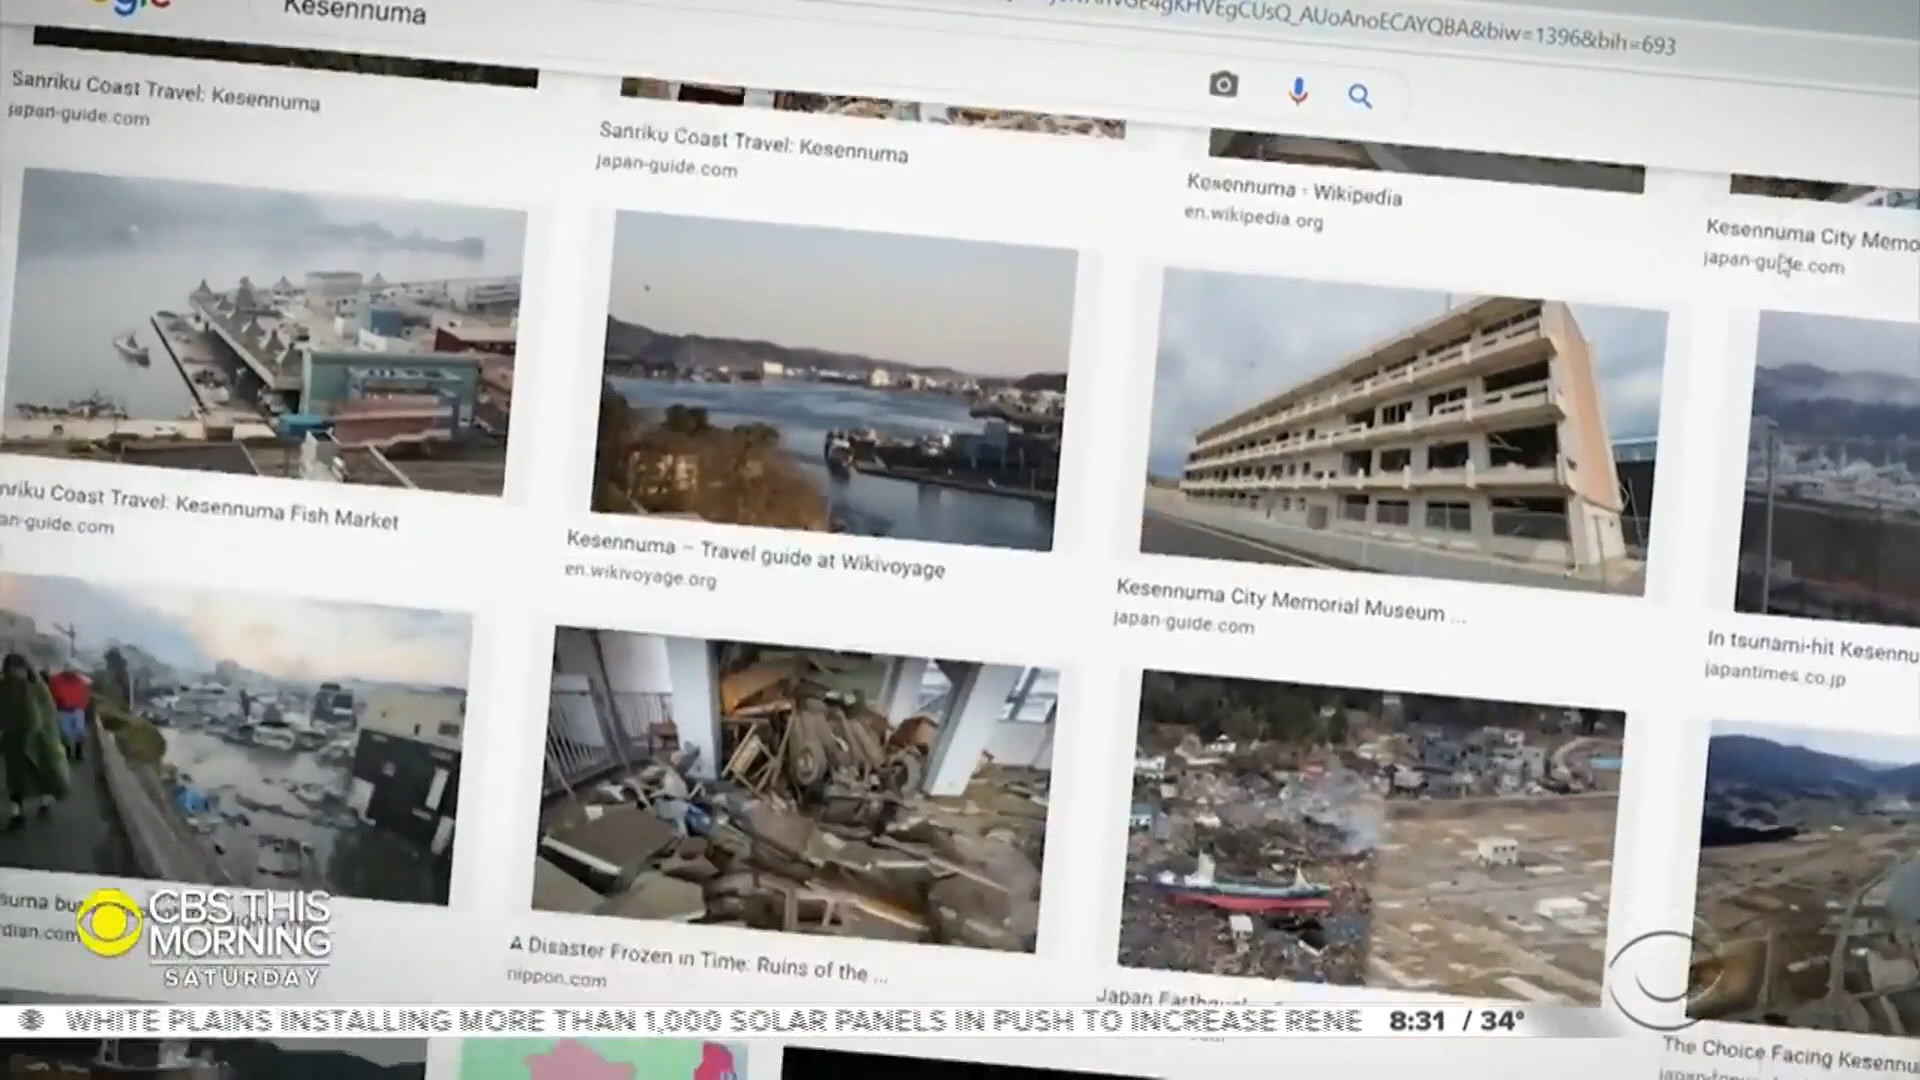 Kesennuma
&biw=1396&bih=693
Sanriku Coast Travel: Kesennuma
japan-guide.com
Sanriku Coast Travel: Kesennuma
japan-guide.com
Kesennuma - Wikipedia
en.wikipedia.org
Kesennuma City Memo
japan-guide.com
nriku Coast Travel: Kesennuma Fish Market
an-guide.com
Kesennuma – Travel guide at Wikivoyage
en.wikivoyage.org
Kesennuma City Memorial Museum ...
japan-guide.com
In tsunami-hit Kesennu
japantimes.co.jp
A Disaster Frozen in Time: Ruins of the ...
nippon.com
Japan
The Choice Facing Kesennu
CBS THIS
MORNING
SATURDAY
WHITE PLAINS INSTALLING MORE THAN 1,000 SOLAR PANELS IN PUSH TO INCREASE RENE
8:31 / 34°